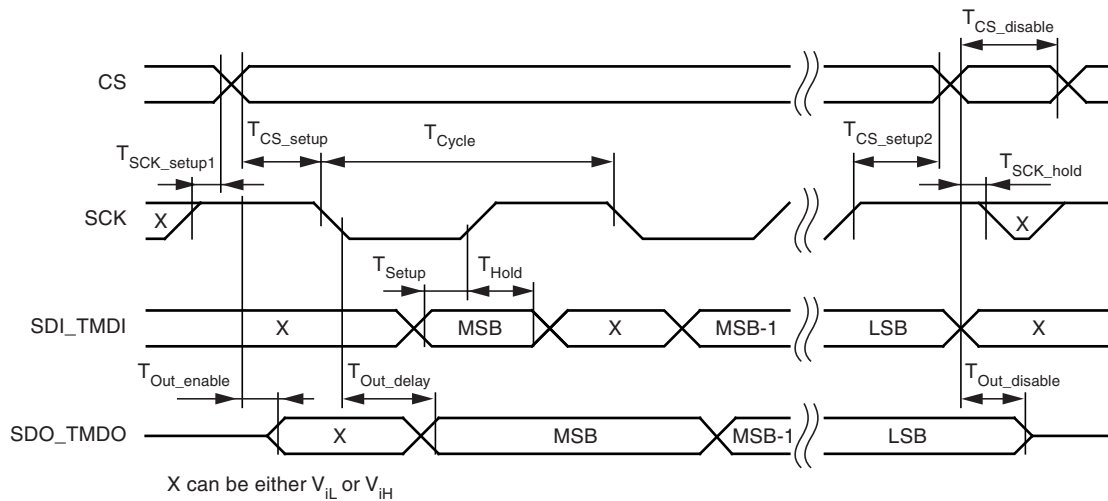 T_CS_disable
CS
T_CS_setup
T_Cycle
T_CS_setup2
T_SCK_setup1
T_SCK_hold
SCK
X
X
T_Setup
T_Hold
SDI_TMDI
X
MSB
X
MSB-1
LSB
X
T_Out_enable
T_Out_delay
T_Out_disable
SDO_TMDO
X
MSB
MSB-1
LSB
X can be either V_iL or V_iH